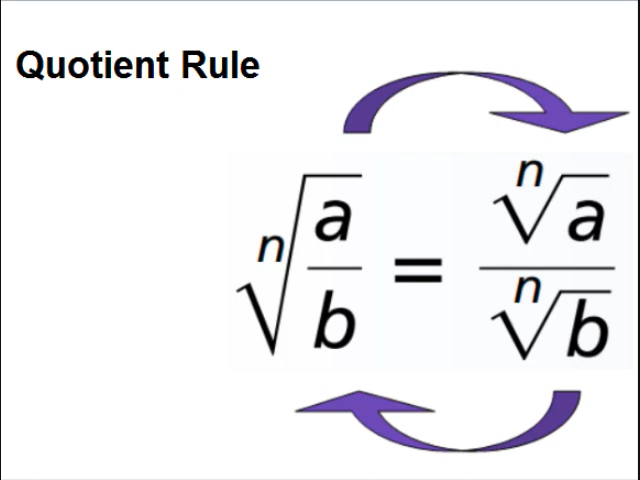 Quotient Rule
ⁿ√(a/b) = ⁿ√a / ⁿ√b